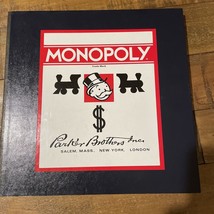 MONOPOLY
$
Parker Brothers Inc.
SALEM, MASS., NEW YORK, LONDON